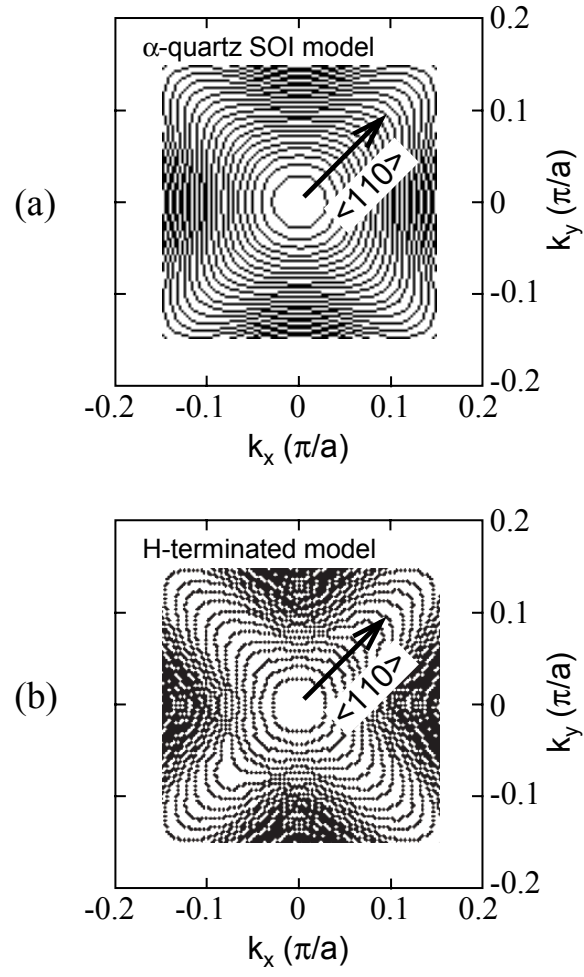 α-quartz SOI model
(a)
<110>
0.2
0.1
0
-0.1
-0.2
k_y (π/a)
-0.2 -0.1 0 0.1 0.2
k_x (π/a)
H-terminated model
(b)
<110>
0.2
0.1
0
-0.1
-0.2
k_y (π/a)
-0.2 -0.1 0 0.1 0.2
k_x (π/a)